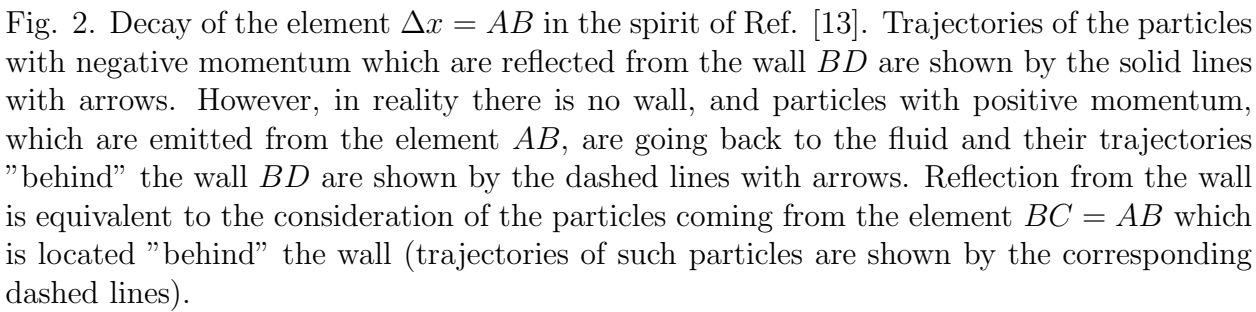 Fig. 2. Decay of the element Δx = AB in the spirit of Ref. [13]. Trajectories of the particles
with negative momentum which are reflected from the wall BD are shown by the solid lines
with arrows. However, in reality there is no wall, and particles with positive momentum,
which are emitted from the element AB, are going back to the fluid and their trajectories
”behind” the wall BD are shown by the dashed lines with arrows. Reflection from the wall
is equivalent to the consideration of the particles coming from the element BC = AB which
is located ”behind” the wall (trajectories of such particles are shown by the corresponding
dashed lines).